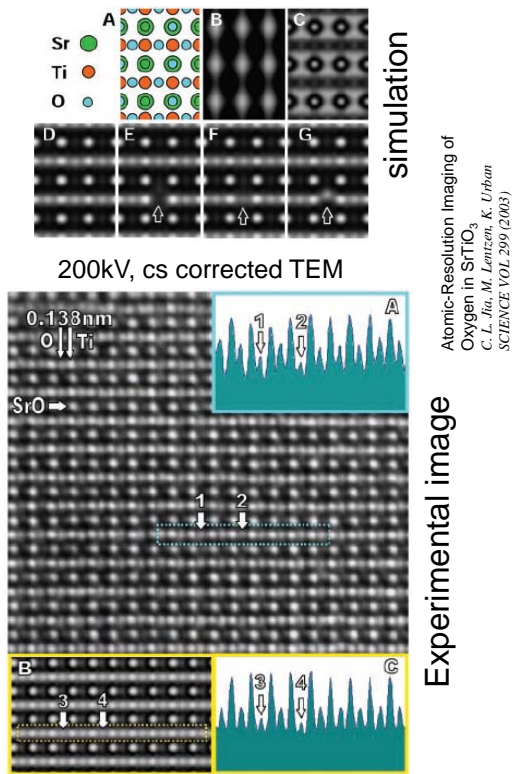 A
B
C
Sr
Ti
O
D
E
F
G
simulation
Atomic-Resolution Imaging of
Oxygen in SrTiO3
C. L. Jia, M. Lentzen, K. Urban
SCIENCE VOL 299 (2003)
200kV, cs corrected TEM
0.138nm
O Ti
SrO
1 2
A
1 2
B
3 4
C
3 4
Experimental image